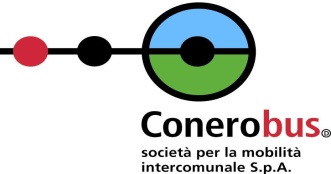 Conerobus®
società per la mobilità
intercomunale S.p.A.